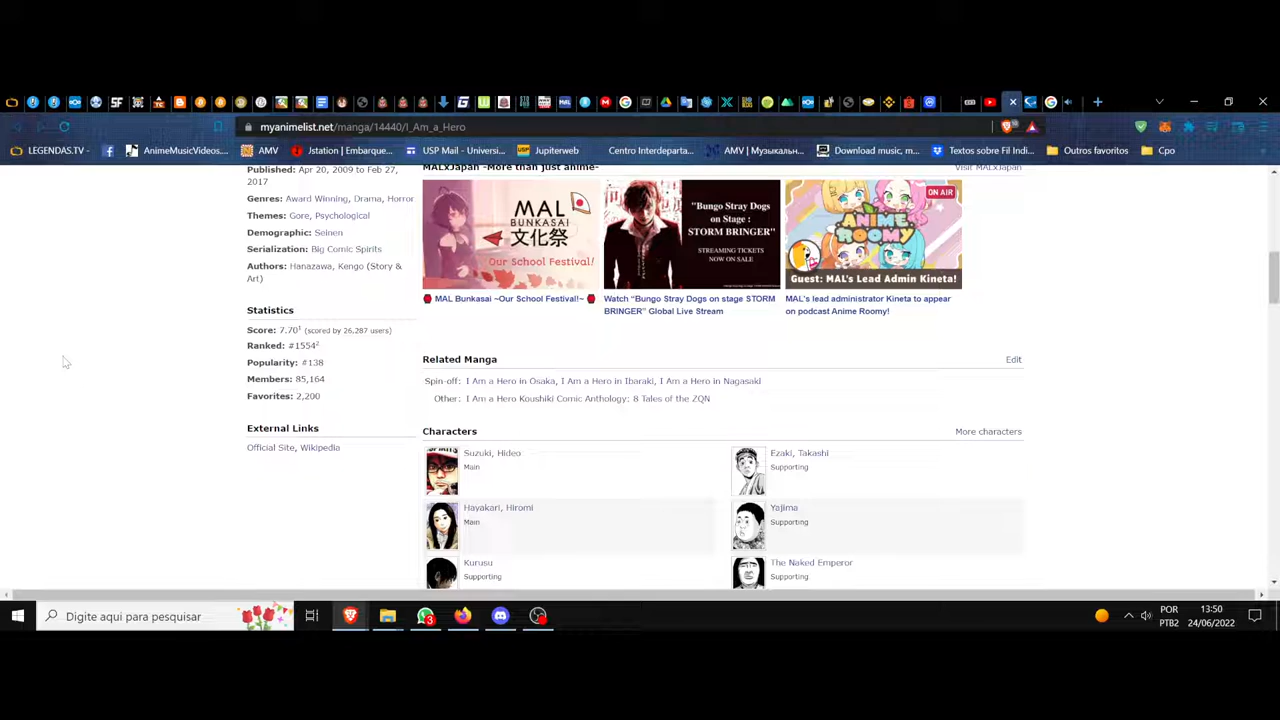 myanimelist.net/manga/14440/I_Am_a_Hero
LEGENDAS.TV -
AnimeMusicVideos...
AMV
Jstation | Embarque...
USP Mail - Universi...
Jupiterweb
Centro Interdeparta...
AMV | Музыкальн...
Download music, m...
Textos sobre Fil Indi...
Outros favoritos
Cpo
Published: Apr 20, 2009 to Feb 27,
2017
Genres: Award Winning, Drama, Horror
Themes: Gore, Psychological
Demographic: Seinen
Serialization: Big Comic Spirits
Authors: Hanazawa, Kengo (Story &
Art)
Statistics
Score: 7.70¹ (scored by 26,287 users)
Ranked: #1554²
Popularity: #138
Members: 85,164
Favorites: 2,200
External Links
Official Site, Wikipedia
MALxJapan -More than just anime-
Visit MALxJapan
MAL
BUNKASAI
文化祭
Our School Festival!
"Bungo Stray Dogs
on Stage :
STORM BRINGER"
STREAMING TICKETS
NOW ON SALE
ON AIR
ANIME
ROOMY
Guest: MAL's Lead Admin Kineta!
MAL Bunkasai ~Our School Festival!~
Watch "Bungo Stray Dogs on stage STORM
BRINGER" Global Live Stream
MAL's lead administrator Kineta to appear
on podcast Anime Roomy!
Related Manga
Edit
Spin-off: I Am a Hero in Osaka, I Am a Hero in Ibaraki, I Am a Hero in Nagasaki
Other: I Am a Hero Koushiki Comic Anthology: 8 Tales of the ZQN
Characters
More characters
Suzuki, Hideo
Main
Ezaki, Takashi
Supporting
Hayakari, Hiromi
Main
Yajima
Supporting
Kurusu
Supporting
The Naked Emperor
Supporting
Digite aqui para pesquisar
3
POR
PTB2
13:50
24/06/2022